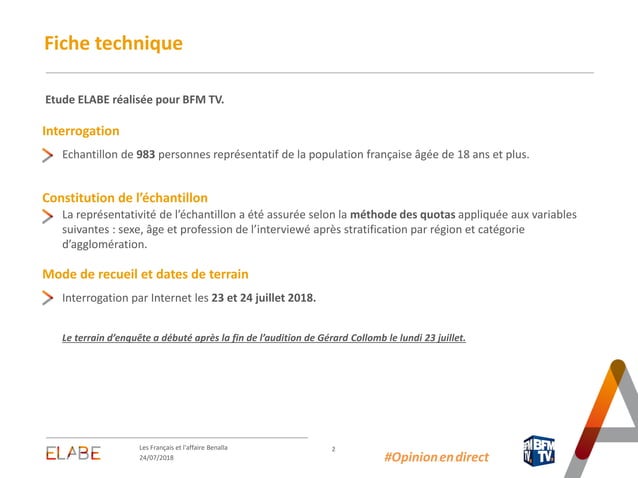 Fiche technique
Etude ELABE réalisée pour BFM TV.
Interrogation
Echantillon de 983 personnes représentatif de la population française âgée de 18 ans et plus.
Constitution de l’échantillon
La représentativité de l’échantillon a été assurée selon la méthode des quotas appliquée aux variables
suivantes : sexe, âge et profession de l’interviewé après stratification par région et catégorie
d’agglomération.
Mode de recueil et dates de terrain
Interrogation par Internet les 23 et 24 juillet 2018.
Le terrain d’enquête a débuté après la fin de l’audition de Gérard Collomb le lundi 23 juillet.
ELABE
Les Français et l’affaire Benalla
24/07/2018
2
#Opinionendirect
BFM
TV.